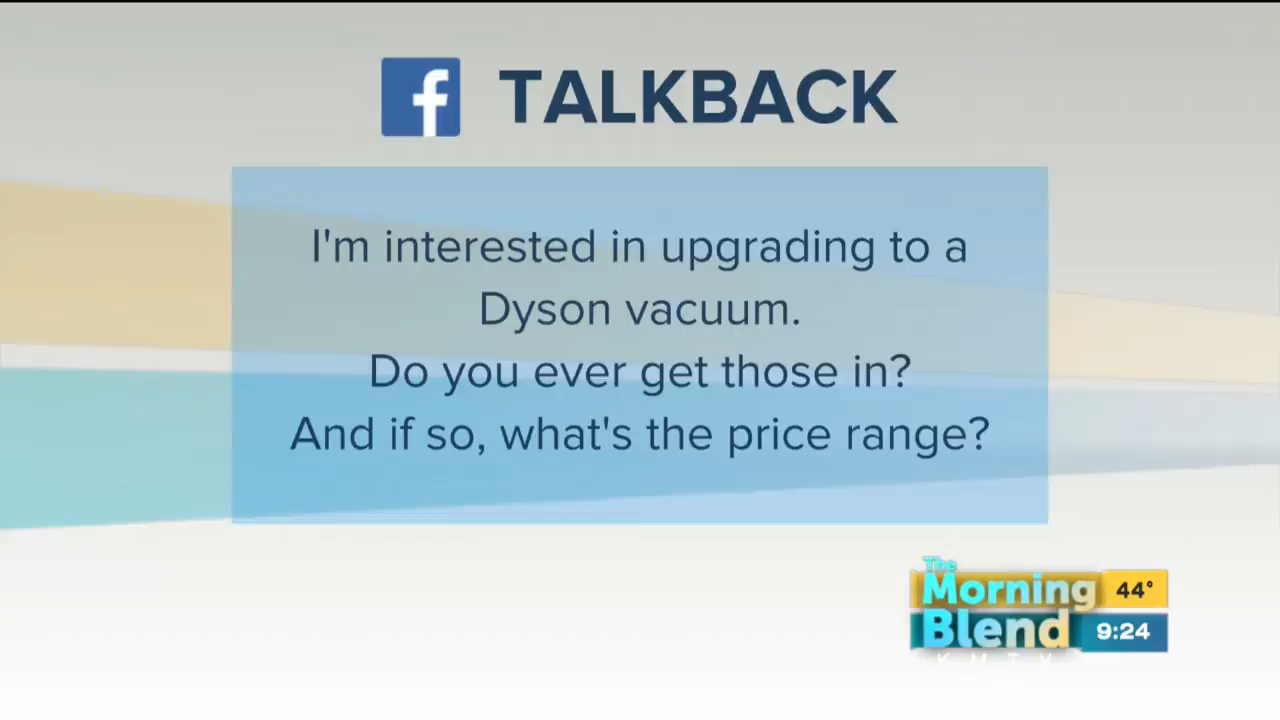 f TALKBACK
I'm interested in upgrading to a
Dyson vacuum.
Do you ever get those in?
And if so, what's the price range?
The
Morning 44°
Blend 9:24
K M T V